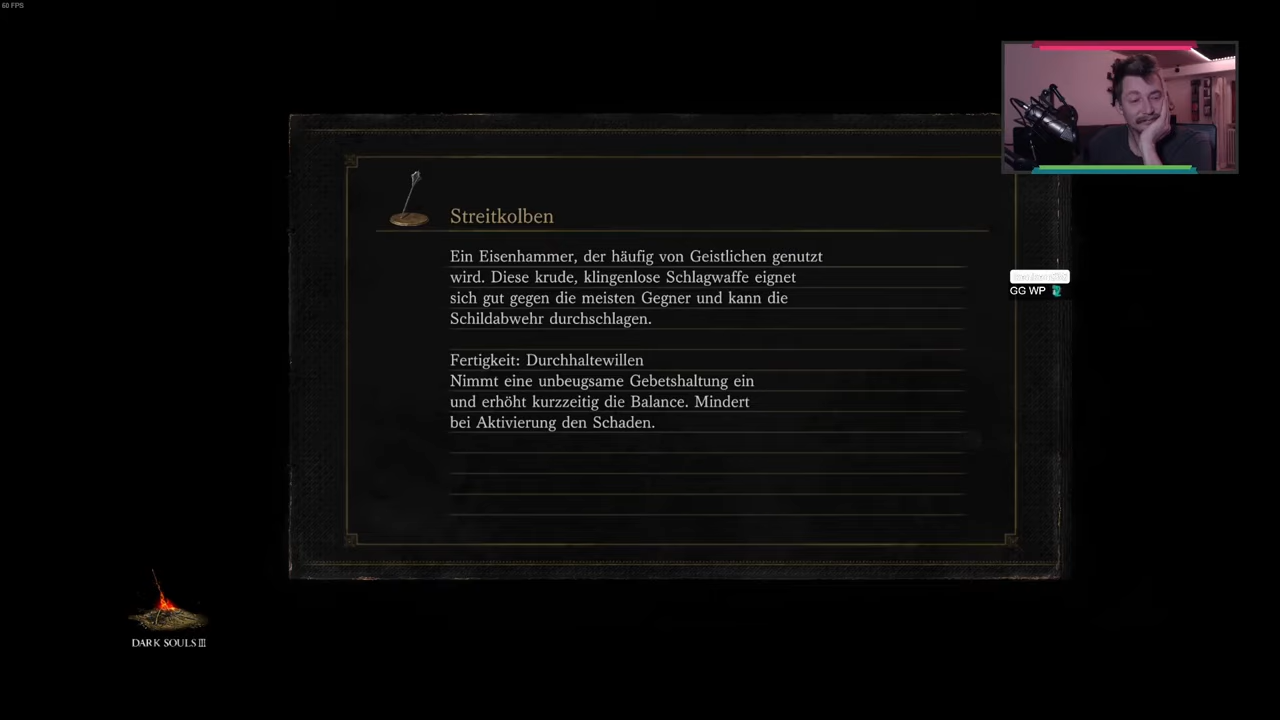 60 FPS
Streitkolben
Ein Eisenhammer, der häufig von Geistlichen genutzt
wird. Diese krude, klingenlose Schlagwaffe eignet
sich gut gegen die meisten Gegner und kann die
Schildabwehr durchschlagen.
Fertigkeit: Durchhaltewillen
Nimmt eine unbeugsame Gebetshaltung ein
und erhöht kurzzeitig die Balance. Mindert
bei Aktivierung den Schaden.
GG WP
DARK SOULS III